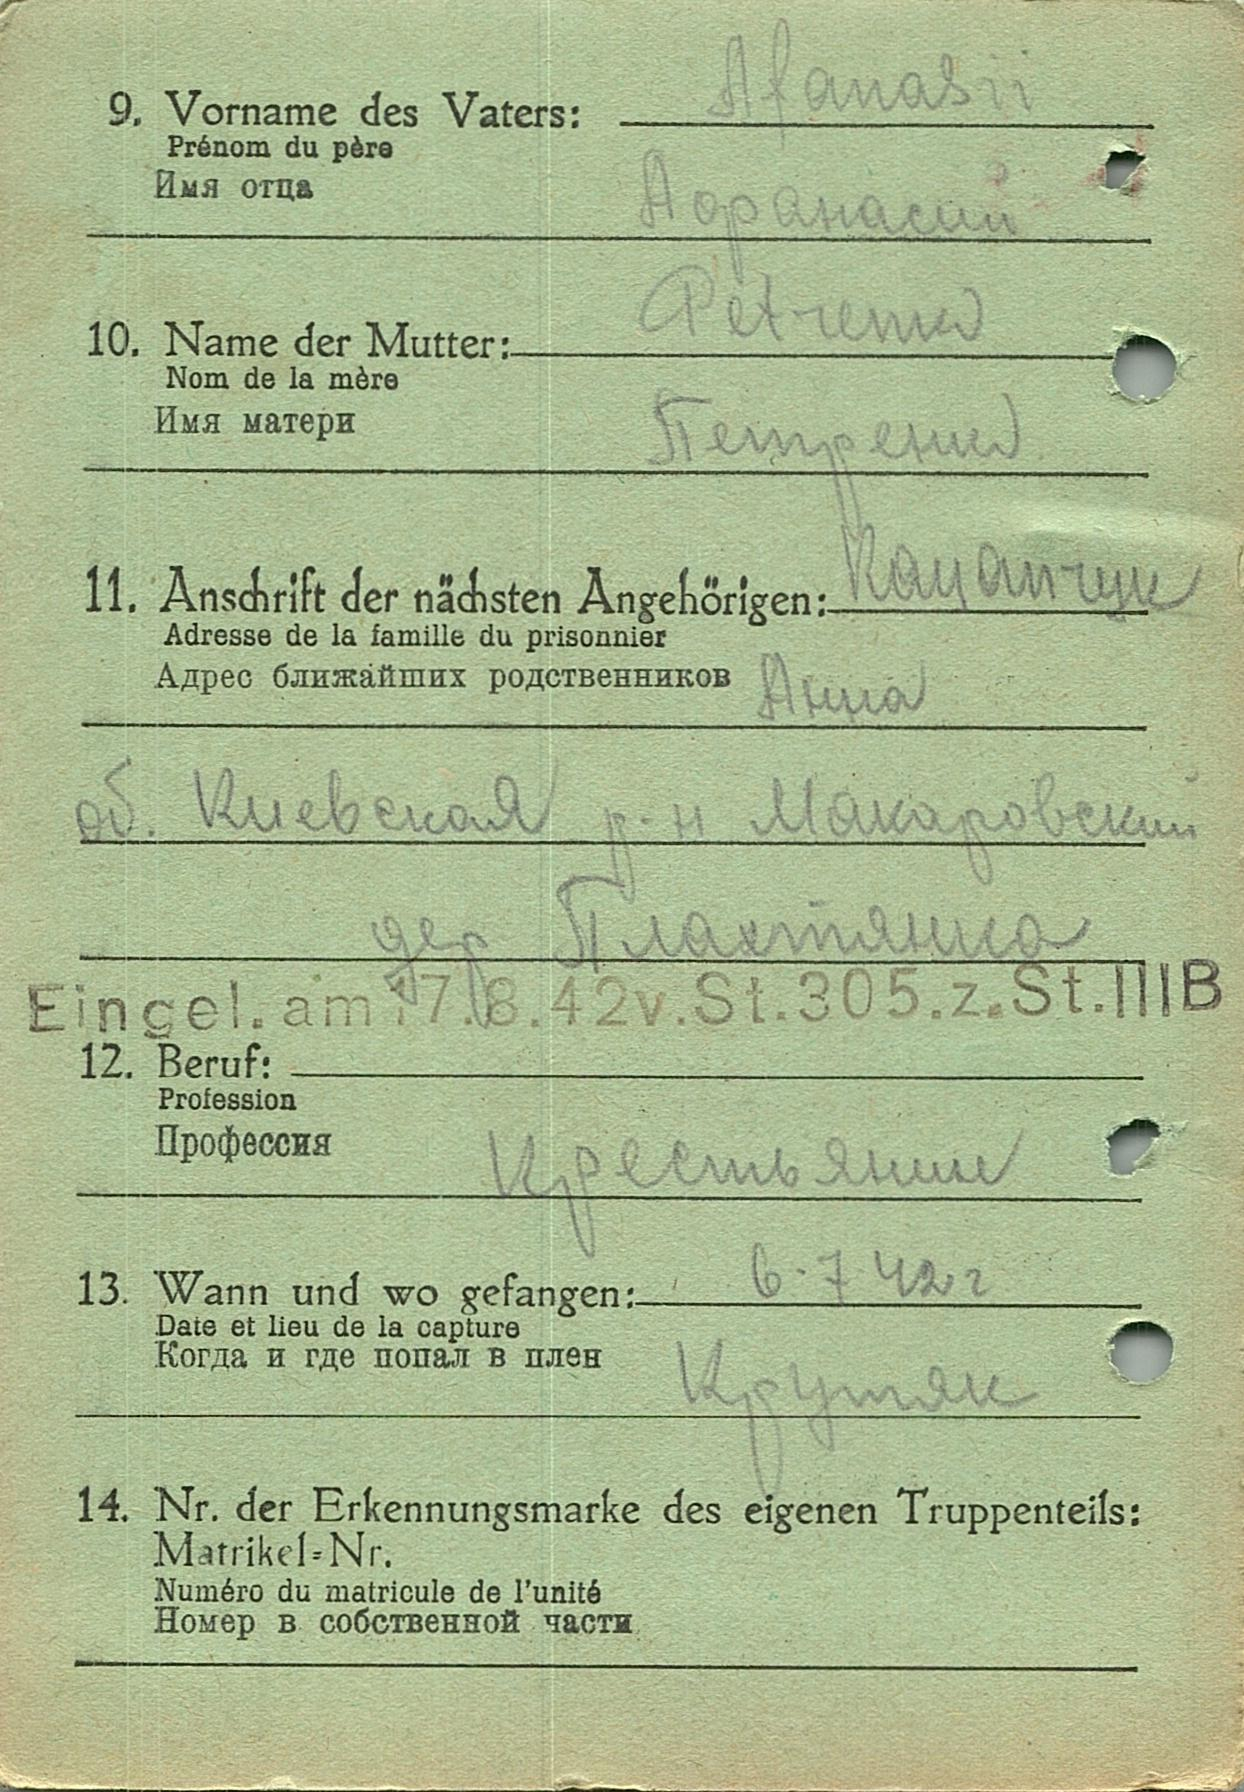 Afanasii
9. Vorname des Vaters:
Prénom du père
Имя отца
Афанасий
Petrenko
10. Name der Mutter:
Nom de la mère
Имя матери
Петренко
11. Anschrift der nächsten Angehörigen:
Adresse de la famille du prisonnier
Адрес ближайших родственников Анна
об. Киевская р-н Макаровский
дер Плахтянка
Eingel. am 17.8.42 v. St. 305. z. St. IIIB
12. Beruf:
Profession
Профессия
Крестьянин
13. Wann und wo gefangen: 6.7 42 г
Date et lieu de la capture
Когда и где попал в плен
14. Nr. der Erkennungsmarke des eigenen Truppenteils:
Matrikel-Nr.
Numéro du matricule de l'unité
Номер в собственной части